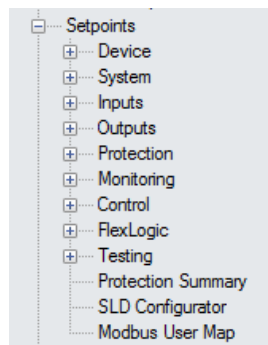 Setpoints
Device
System
Inputs
Outputs
Protection
Monitoring
Control
FlexLogic
Testing
Protection Summary
SLD Configurator
Modbus User Map